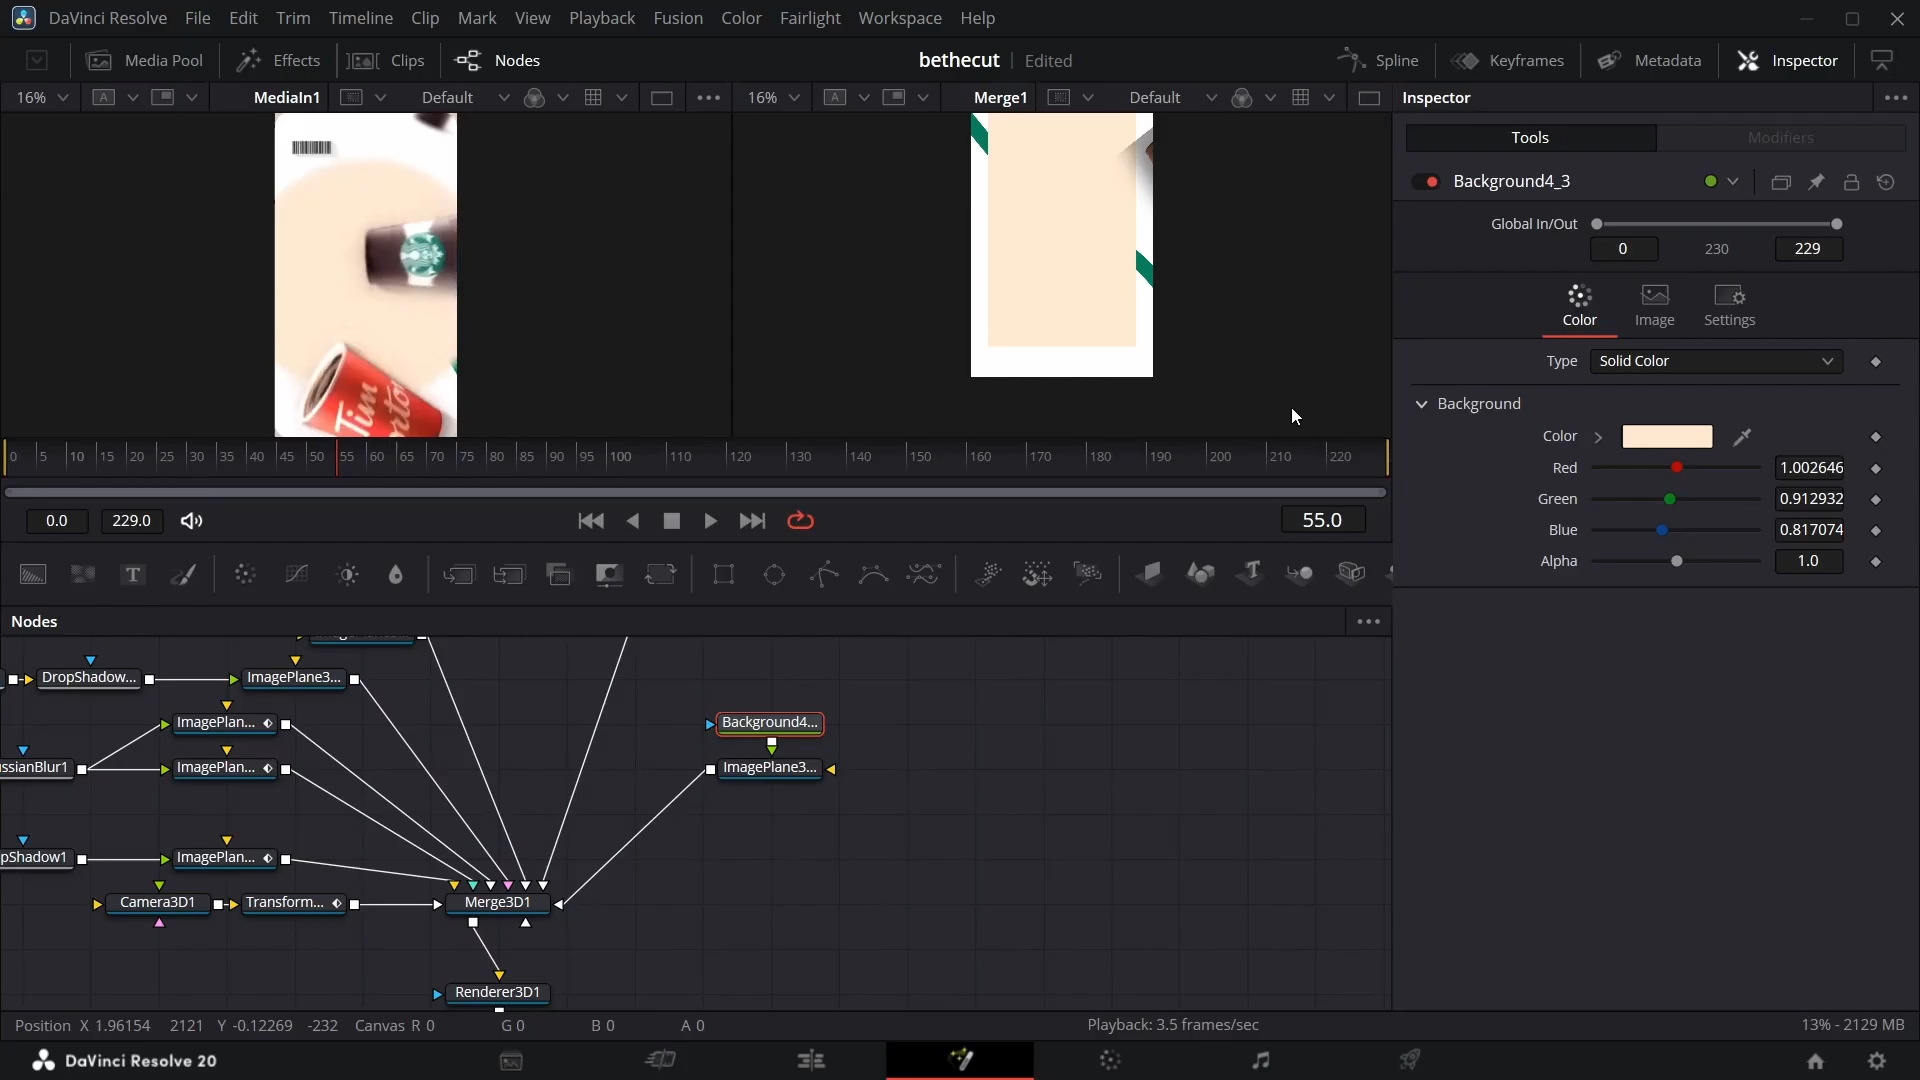 DaVinci Resolve File Edit Trim Timeline Clip Mark View Playback Fusion Color Fairlight Workspace Help
Media Pool Effects Clips Nodes bethecut Edited Spline Keyframes Metadata Inspector
16% A MediaIn1 Default 16% A Merge1 Default Inspector
Tools Modifiers
Background4_3
Global In/Out
0 230 229
Color Image Settings
Type Solid Color
Background
Color
Red 1.002646
Green 0.912932
Blue 0.817074
Alpha 1.0
Tim
0 5 10 15 20 25 30 35 40 45 50 55 60 65 70 75 80 85 90 95 100 110 120 130 140 150 160 170 180 190 200 210 220
0.0 229.0 55.0
T T
Nodes
DropShadow... ImagePlane3...
ImagePlan... Background4...
ssianBlur1 ImagePlan... ImagePlane3...
pShadow1 ImagePlan...
Camera3D1 Transform... Merge3D1
Renderer3D1
Position X 1.96154 2121 Y -0.12269 -232 Canvas R 0 G 0 B 0 A 0 Playback: 3.5 frames/sec 13% - 2129 MB
DaVinci Resolve 20